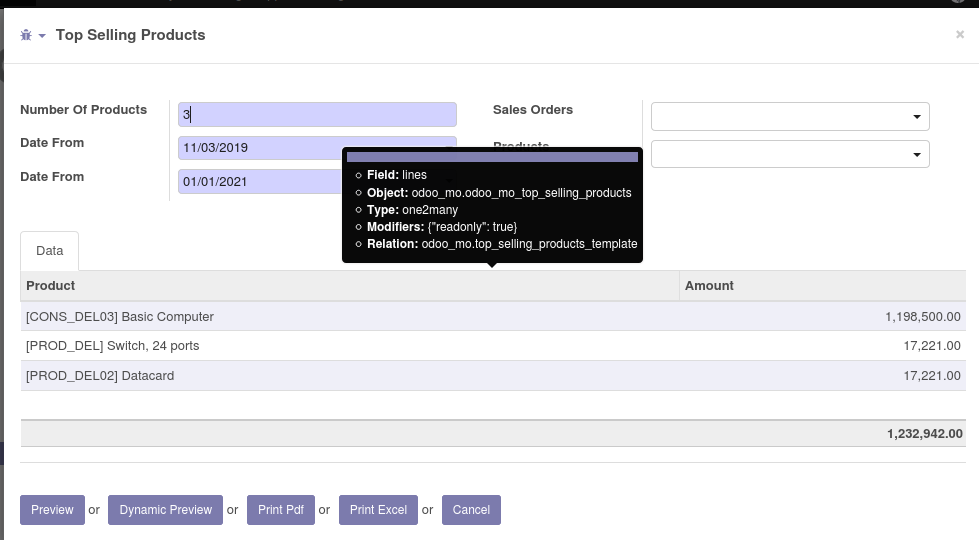 Top Selling Products ×
Number Of Products 3 Sales Orders
Date From 11/03/2019 Products
Date From 01/01/2021
Field: lines
Object: odoo_mo.odoo_mo_top_selling_products
Type: one2many
Modifiers: {"readonly": true}
Relation: odoo_mo.top_selling_products_template
Data
Product Amount
[CONS_DEL03] Basic Computer 1,198,500.00
[PROD_DEL] Switch, 24 ports 17,221.00
[PROD_DEL02] Datacard 17,221.00
1,232,942.00
Preview or Dynamic Preview or Print Pdf or Print Excel or Cancel